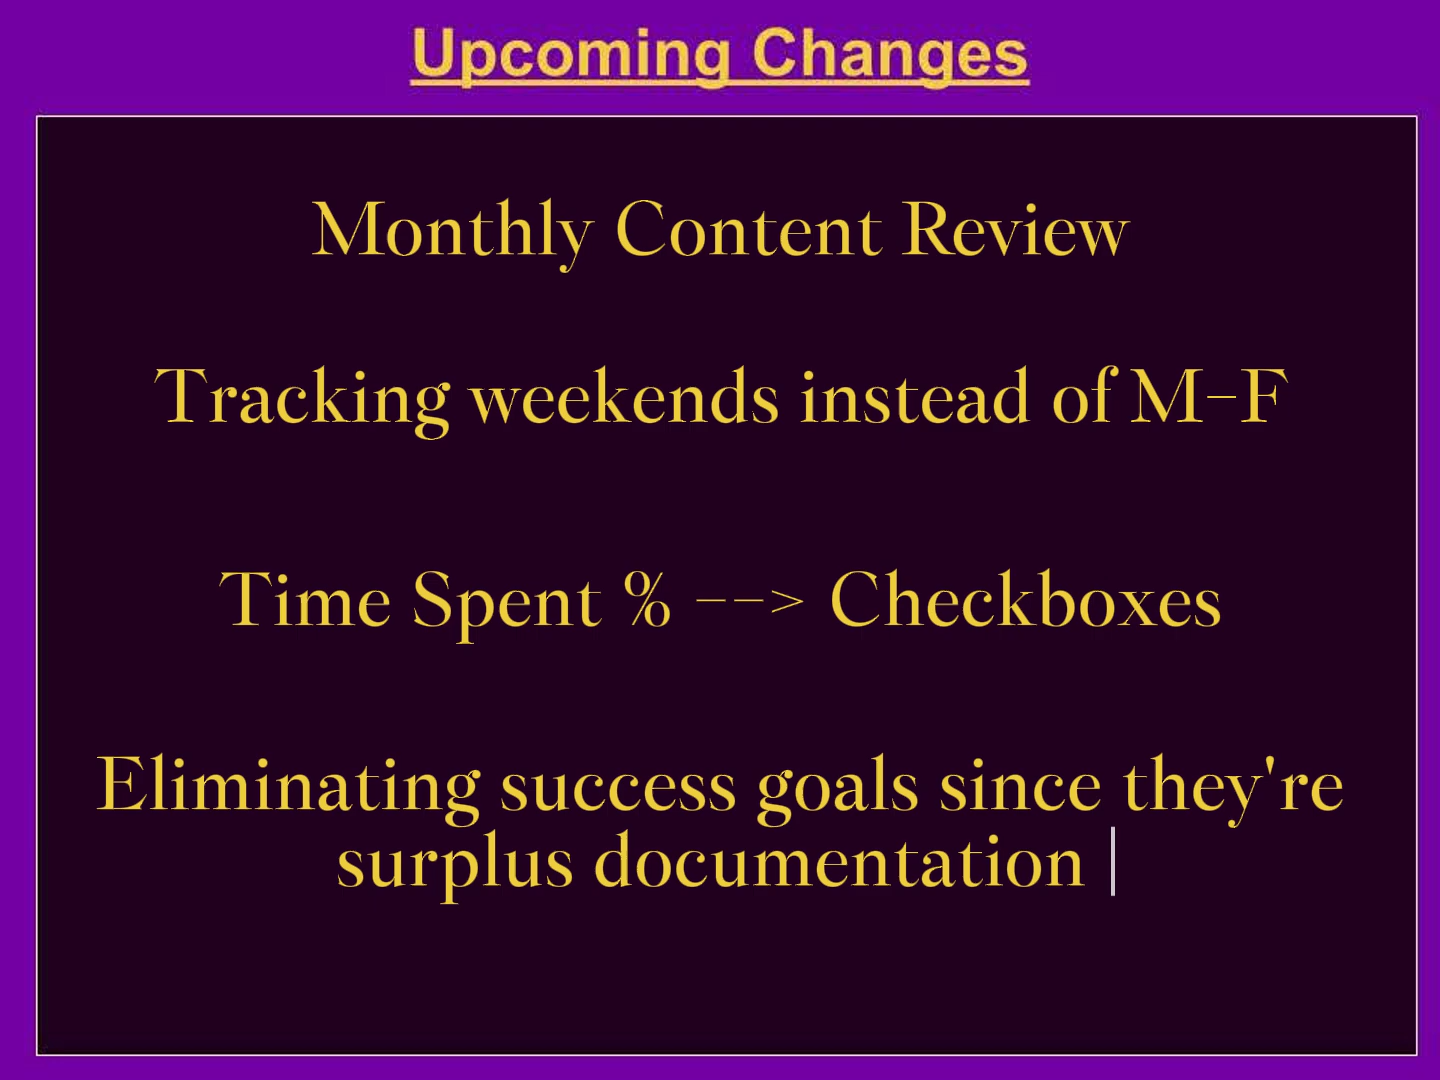 Upcoming Changes
Monthly Content Review
Tracking weekends instead of M-F
Time Spent % --> Checkboxes
Eliminating success goals since they're
surplus documentation